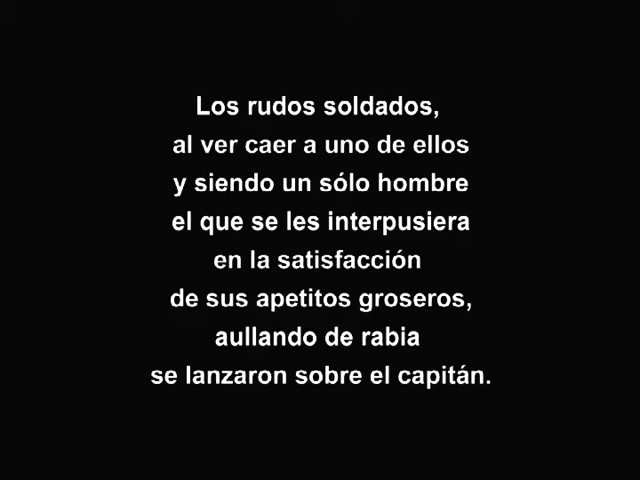 Los rudos soldados,
al ver caer a uno de ellos
y siendo un sólo hombre
el que se les interpusiera
en la satisfacción
de sus apetitos groseros,
aullando de rabia
se lanzaron sobre el capitán.